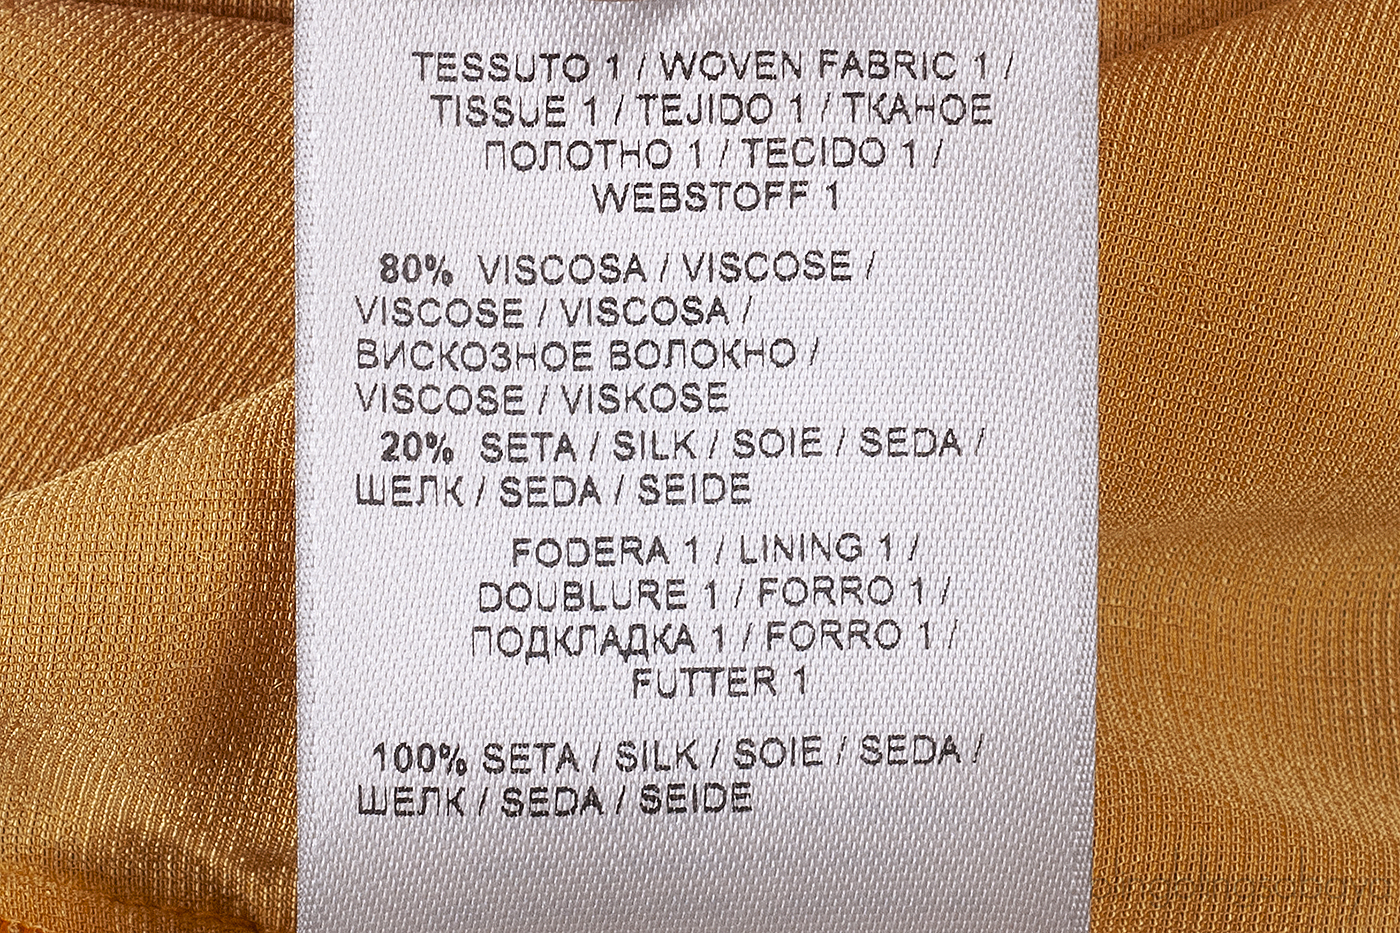 TESSUTO 1 / WOVEN FABRIC 1 /
TISSUE 1 / TEJIDO 1 / ТКАНОЕ
ПОЛОТНО 1 / TECIDO 1 /
WEBSTOFF 1
80% VISCOSA / VISCOSE /
VISCOSE / VISCOSA /
ВИСКОЗНОЕ ВОЛОКНО /
VISCOSE / VISKOSE
20% SETA / SILK / SOIE / SEDA /
ШЕЛК / SEDA / SEIDE
FODERA 1 / LINING 1 /
DOUBLURE 1 / FORRO 1 /
ПОДКЛАДКА 1 / FORRO 1 /
FUTTER 1
100% SETA / SILK / SOIE / SEDA /
ШЕЛК / SEDA / SEIDE